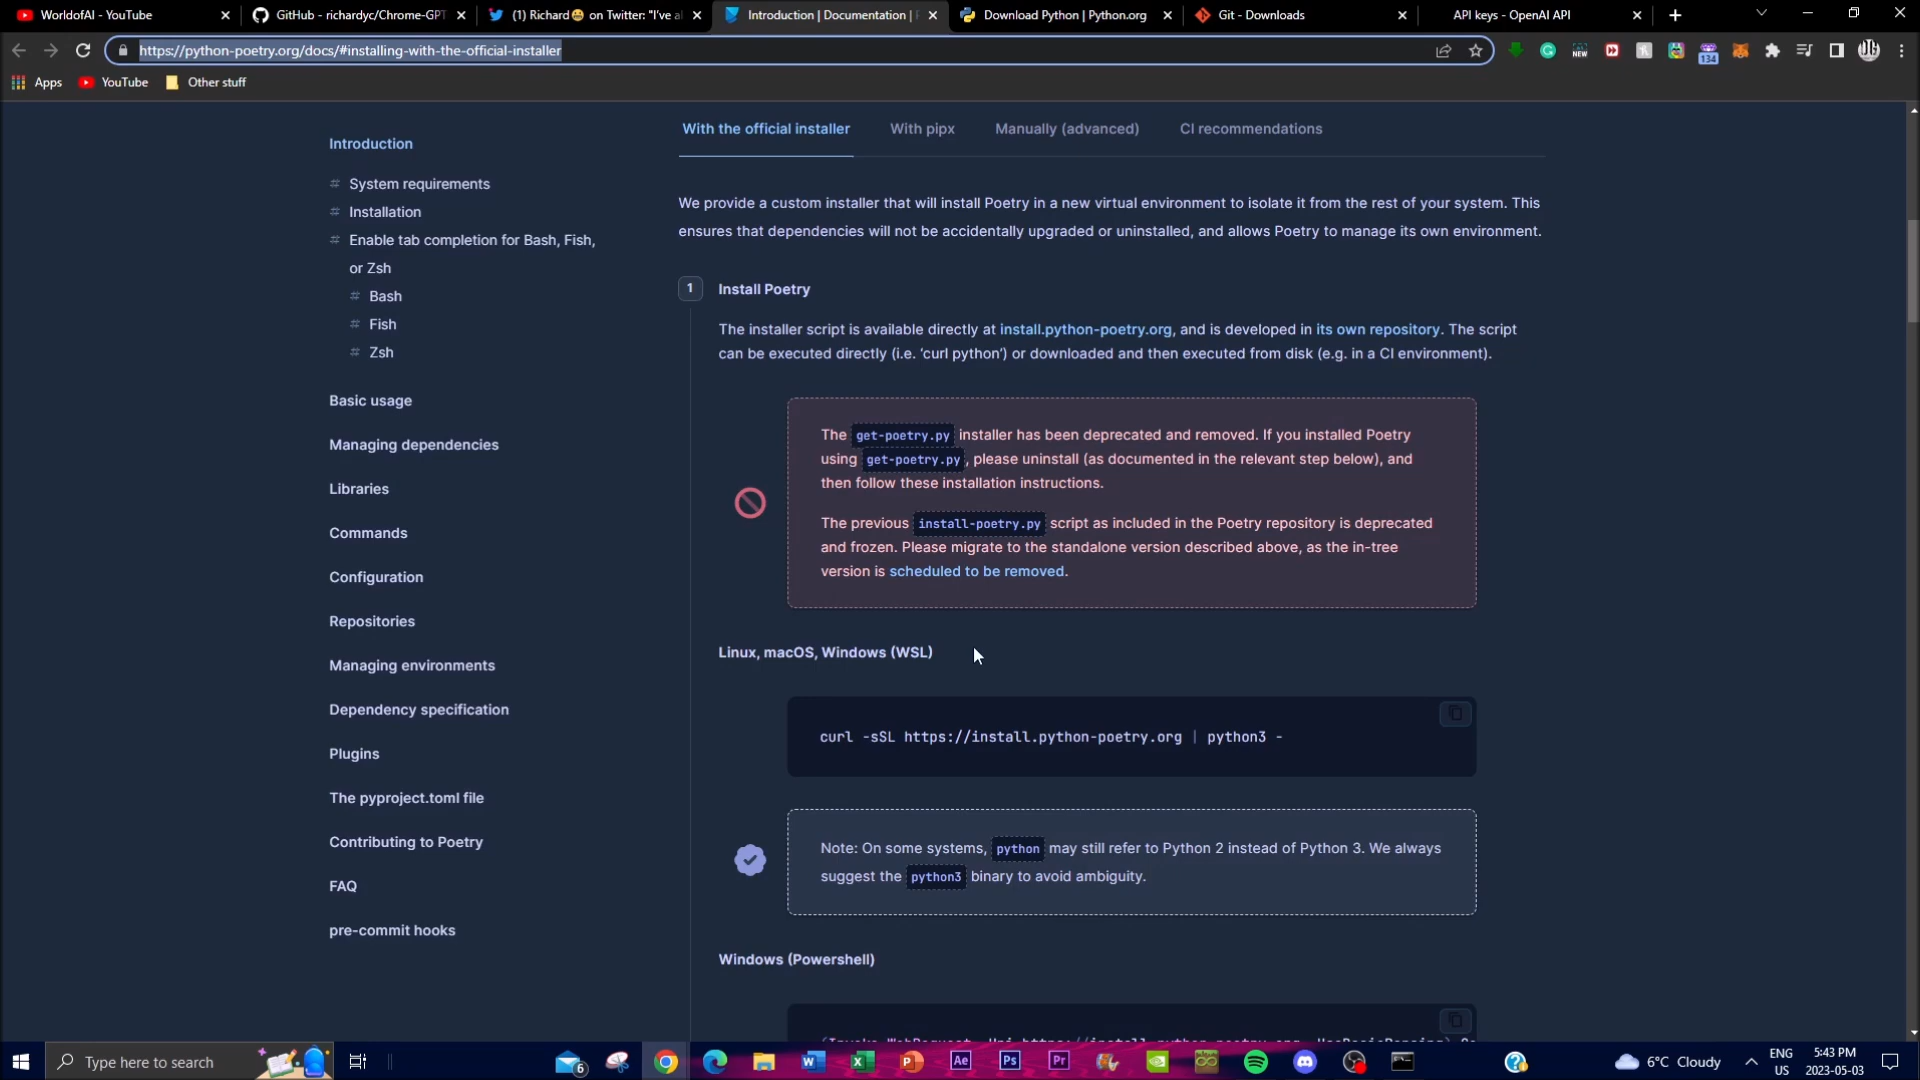 WorldofAI - YouTube
GitHub - richardyc/Chrome-GPT
(1) Richard😀 on Twitter: "I've al
Introduction | Documentation |
Download Python | Python.org
Git - Downloads
API keys - OpenAI API
https://python-poetry.org/docs/#installing-with-the-official-installer
134
Apps
YouTube
Other stuff
Introduction
# System requirements
# Installation
# Enable tab completion for Bash, Fish,
or Zsh
# Bash
# Fish
# Zsh
Basic usage
Managing dependencies
Libraries
Commands
Configuration
Repositories
Managing environments
Dependency specification
Plugins
The pyproject.toml file
Contributing to Poetry
FAQ
pre-commit hooks
With the official installer
With pipx
Manually (advanced)
CI recommendations
We provide a custom installer that will install Poetry in a new virtual environment to isolate it from the rest of your system. This
ensures that dependencies will not be accidentally upgraded or uninstalled, and allows Poetry to manage its own environment.
1 Install Poetry
The installer script is available directly at install.python-poetry.org, and is developed in its own repository. The script
can be executed directly (i.e. 'curl python') or downloaded and then executed from disk (e.g. in a CI environment).
The get-poetry.py installer has been deprecated and removed. If you installed Poetry
using get-poetry.py, please uninstall (as documented in the relevant step below), and
then follow these installation instructions.
The previous install-poetry.py script as included in the Poetry repository is deprecated
and frozen. Please migrate to the standalone version described above, as the in-tree
version is scheduled to be removed.
Linux, macOS, Windows (WSL)
curl -sSL https://install.python-poetry.org | python3 -
Note: On some systems, python may still refer to Python 2 instead of Python 3. We always
suggest the python3 binary to avoid ambiguity.
Windows (Powershell)
Type here to search
6
6°C Cloudy
ENG
US
5:43 PM
2023-05-03